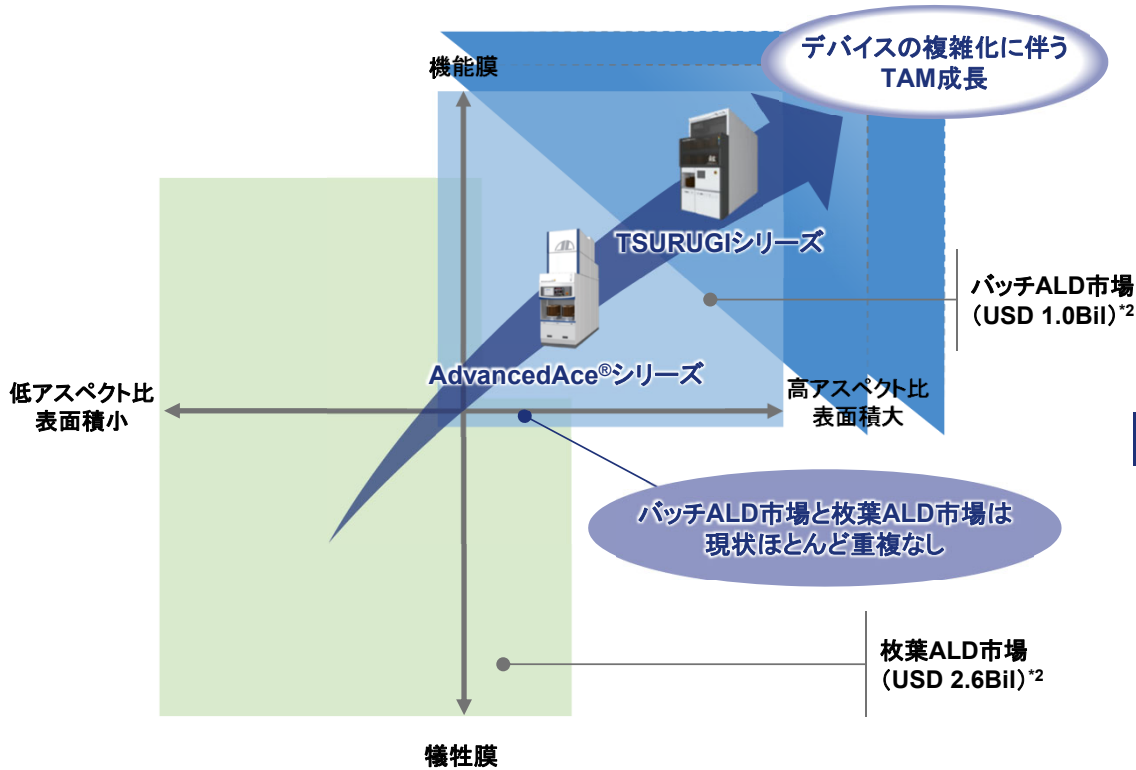 デバイスの複雑化に伴う
TAM成長
機能膜
TSURUGIシリーズ
バッチALD市場
(USD 1.0Bil)*2
AdvancedAce®シリーズ
低アスペクト比
表面積小
高アスペクト比
表面積大
バッチALD市場と枚葉ALD市場は
現状ほとんど重複なし
枚葉ALD市場
(USD 2.6Bil)*2
犠牲膜